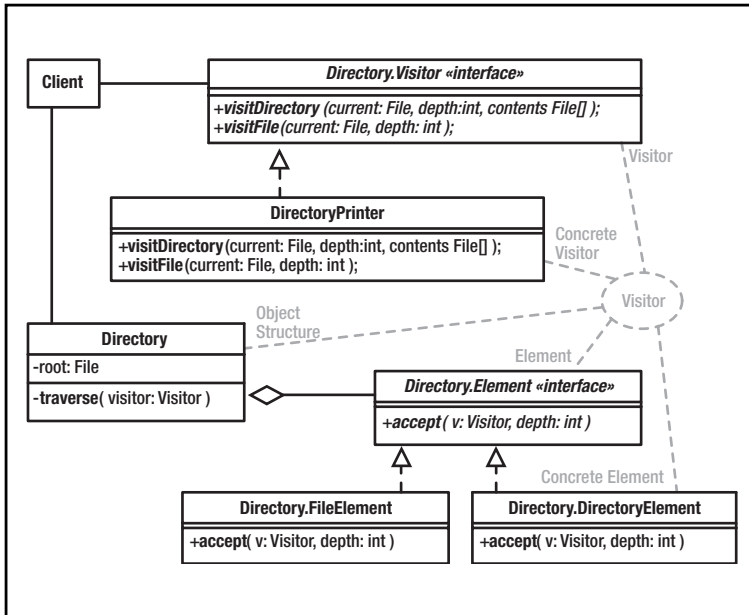 Client
Directory.Visitor «interface»
+visitDirectory (current: File, depth:int, contents File[] );
+visitFile(current: File, depth: int );
Visitor
DirectoryPrinter
+visitDirectory(current: File, depth:int, contents File[] );
+visitFile(current: File, depth: int );
Concrete
Visitor
Visitor
Object
Structure
Directory
-root: File
-traverse( visitor: Visitor )
Element
Directory.Element «interface»
+accept( v: Visitor, depth: int )
Concrete Element
Directory.FileElement
+accept( v: Visitor, depth: int )
Directory.DirectoryElement
+accept( v: Visitor, depth: int )